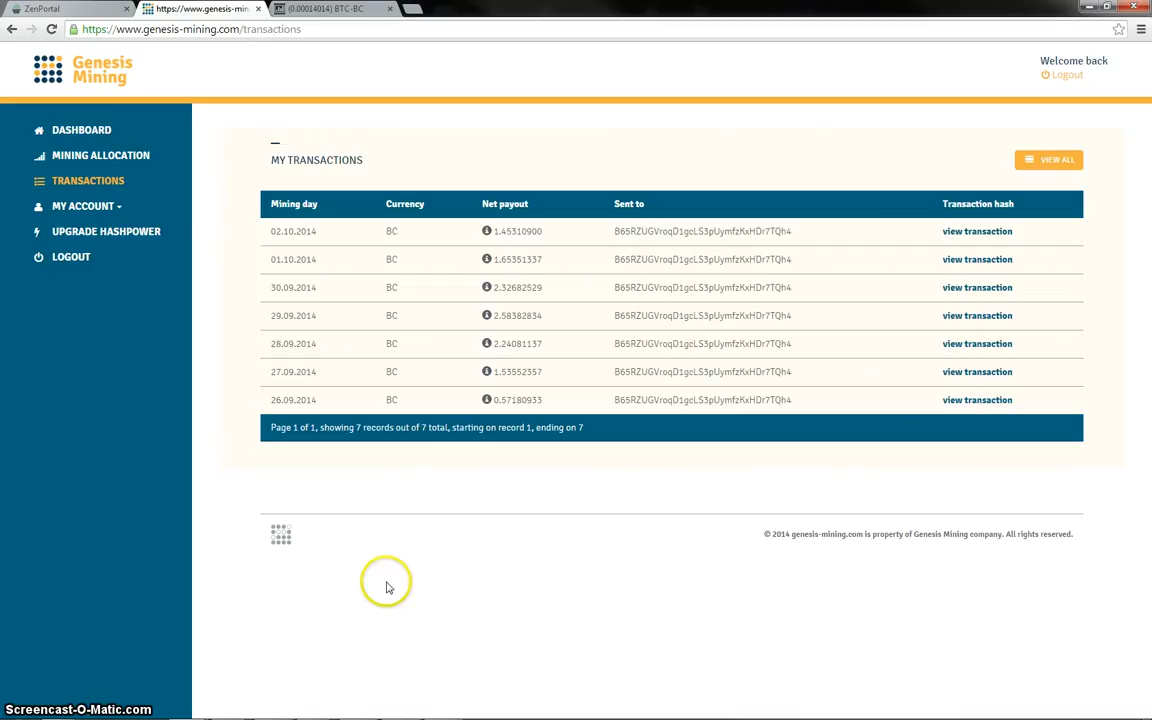 ZenPortal
https://www.genesis-min
(0.00014014) BTC-BC
https://www.genesis-mining.com/transactions
Genesis
Mining
Welcome back
Logout
DASHBOARD
MINING ALLOCATION
TRANSACTIONS
MY ACCOUNT
UPGRADE HASHPOWER
LOGOUT
MY TRANSACTIONS
VIEW ALL
Mining day Currency Net payout Sent to Transaction hash
02.10.2014 BC 1.45310900 B65RZUGVroqD1gcLS3pUymfzKxHDr7TQh4 view transaction
01.10.2014 BC 1.65351337 B65RZUGVroqD1gcLS3pUymfzKxHDr7TQh4 view transaction
30.09.2014 BC 2.32682529 B65RZUGVroqD1gcLS3pUymfzKxHDr7TQh4 view transaction
29.09.2014 BC 2.58382834 B65RZUGVroqD1gcLS3pUymfzKxHDr7TQh4 view transaction
28.09.2014 BC 2.24081137 B65RZUGVroqD1gcLS3pUymfzKxHDr7TQh4 view transaction
27.09.2014 BC 1.53552357 B65RZUGVroqD1gcLS3pUymfzKxHDr7TQh4 view transaction
26.09.2014 BC 0.57180933 B65RZUGVroqD1gcLS3pUymfzKxHDr7TQh4 view transaction
Page 1 of 1, showing 7 records out of 7 total, starting on record 1, ending on 7
© 2014 genesis-mining.com is property of Genesis Mining company. All rights reserved.
Screencast-O-Matic.com